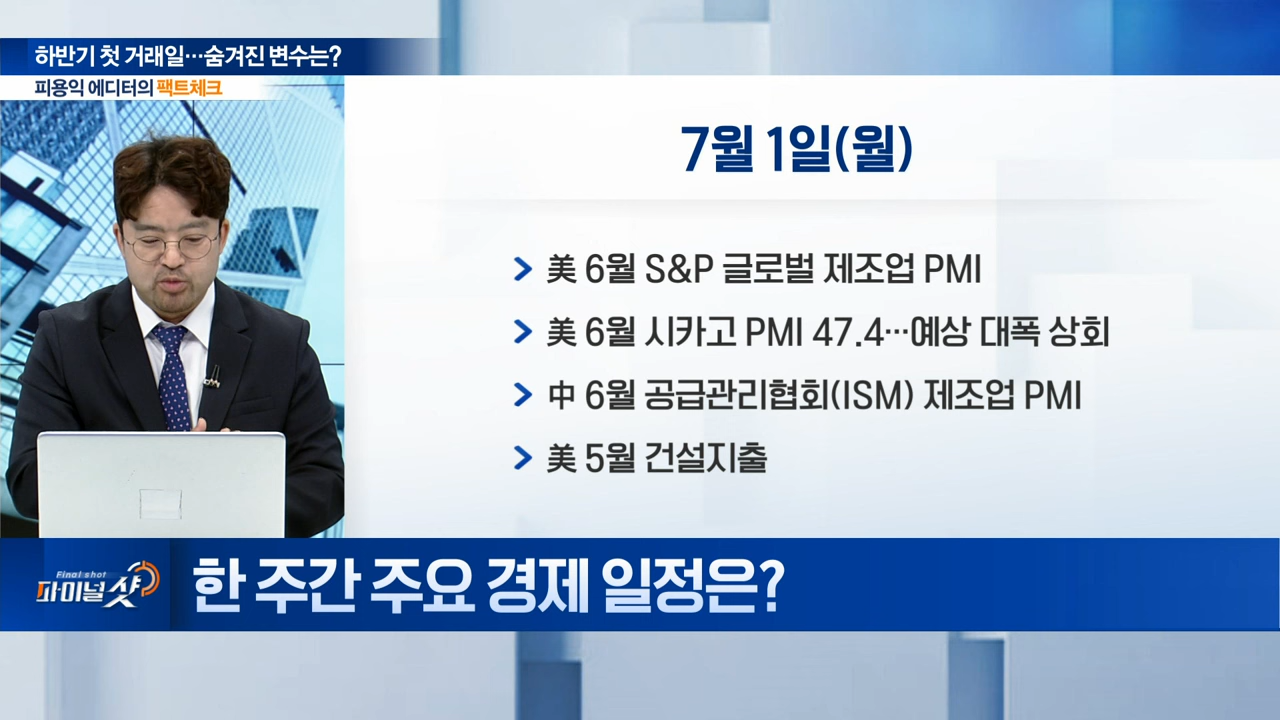 하반기 첫 거래일…숨겨진 변수는?
피용익 에디터의 팩트체크
7월 1일(월)
> 美 6월 S&P 글로벌 제조업 PMI
> 美 6월 시카고 PMI 47.4…예상 대폭 상회
> 中 6월 공급관리협회(ISM) 제조업 PMI
> 美 5월 건설지출
Final shot
파이널샷
한 주간 주요 경제 일정은?